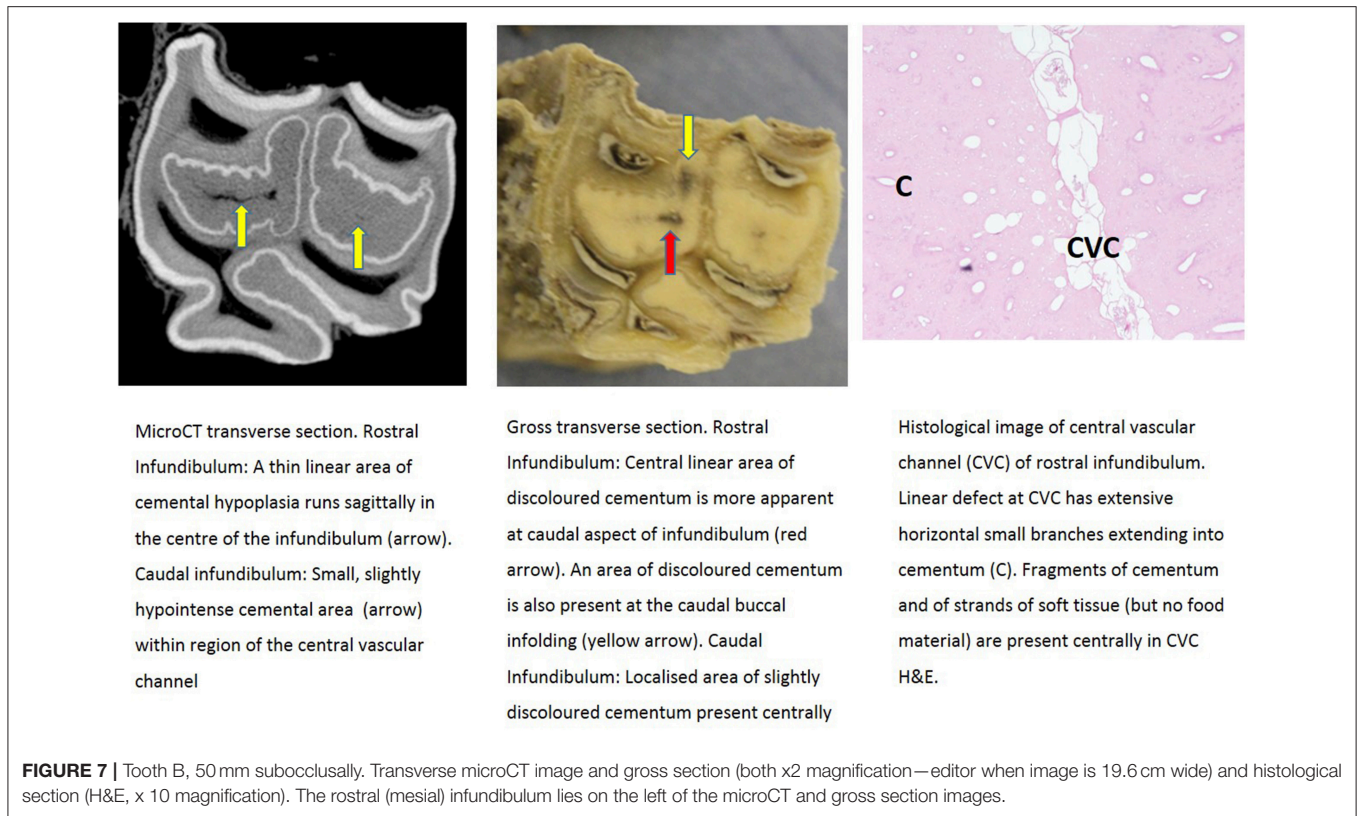 C
CVC
MicroCT transverse section. Rostral
Infundibulum: A thin linear area of
cemental hypoplasia runs sagittally in
the centre of the infundibulum (arrow).
Caudal infundibulum: Small, slightly
hypointense cemental area (arrow)
within region of the central vascular
channel
Gross transverse section. Rostral
Infundibulum: Central linear area of
discoloured cementum is more apparent
at caudal aspect of infundibulum (red
arrow). An area of discoloured cementum
is also present at the caudal buccal
infolding (yellow arrow). Caudal
Infundibulum: Localised area of slightly
discoloured cementum present centrally
Histological image of central vascular
channel (CVC) of rostral infundibulum.
Linear defect at CVC has extensive
horizontal small branches extending into
cementum (C). Fragments of cementum
and of strands of soft tissue (but no food
material) are present centrally in CVC
H&E.
FIGURE 7 | Tooth B, 50 mm subocclusally. Transverse microCT image and gross section (both x2 magnification—editor when image is 19.6 cm wide) and histological
section (H&E, x 10 magnification). The rostral (mesial) infundibulum lies on the left of the microCT and gross section images.